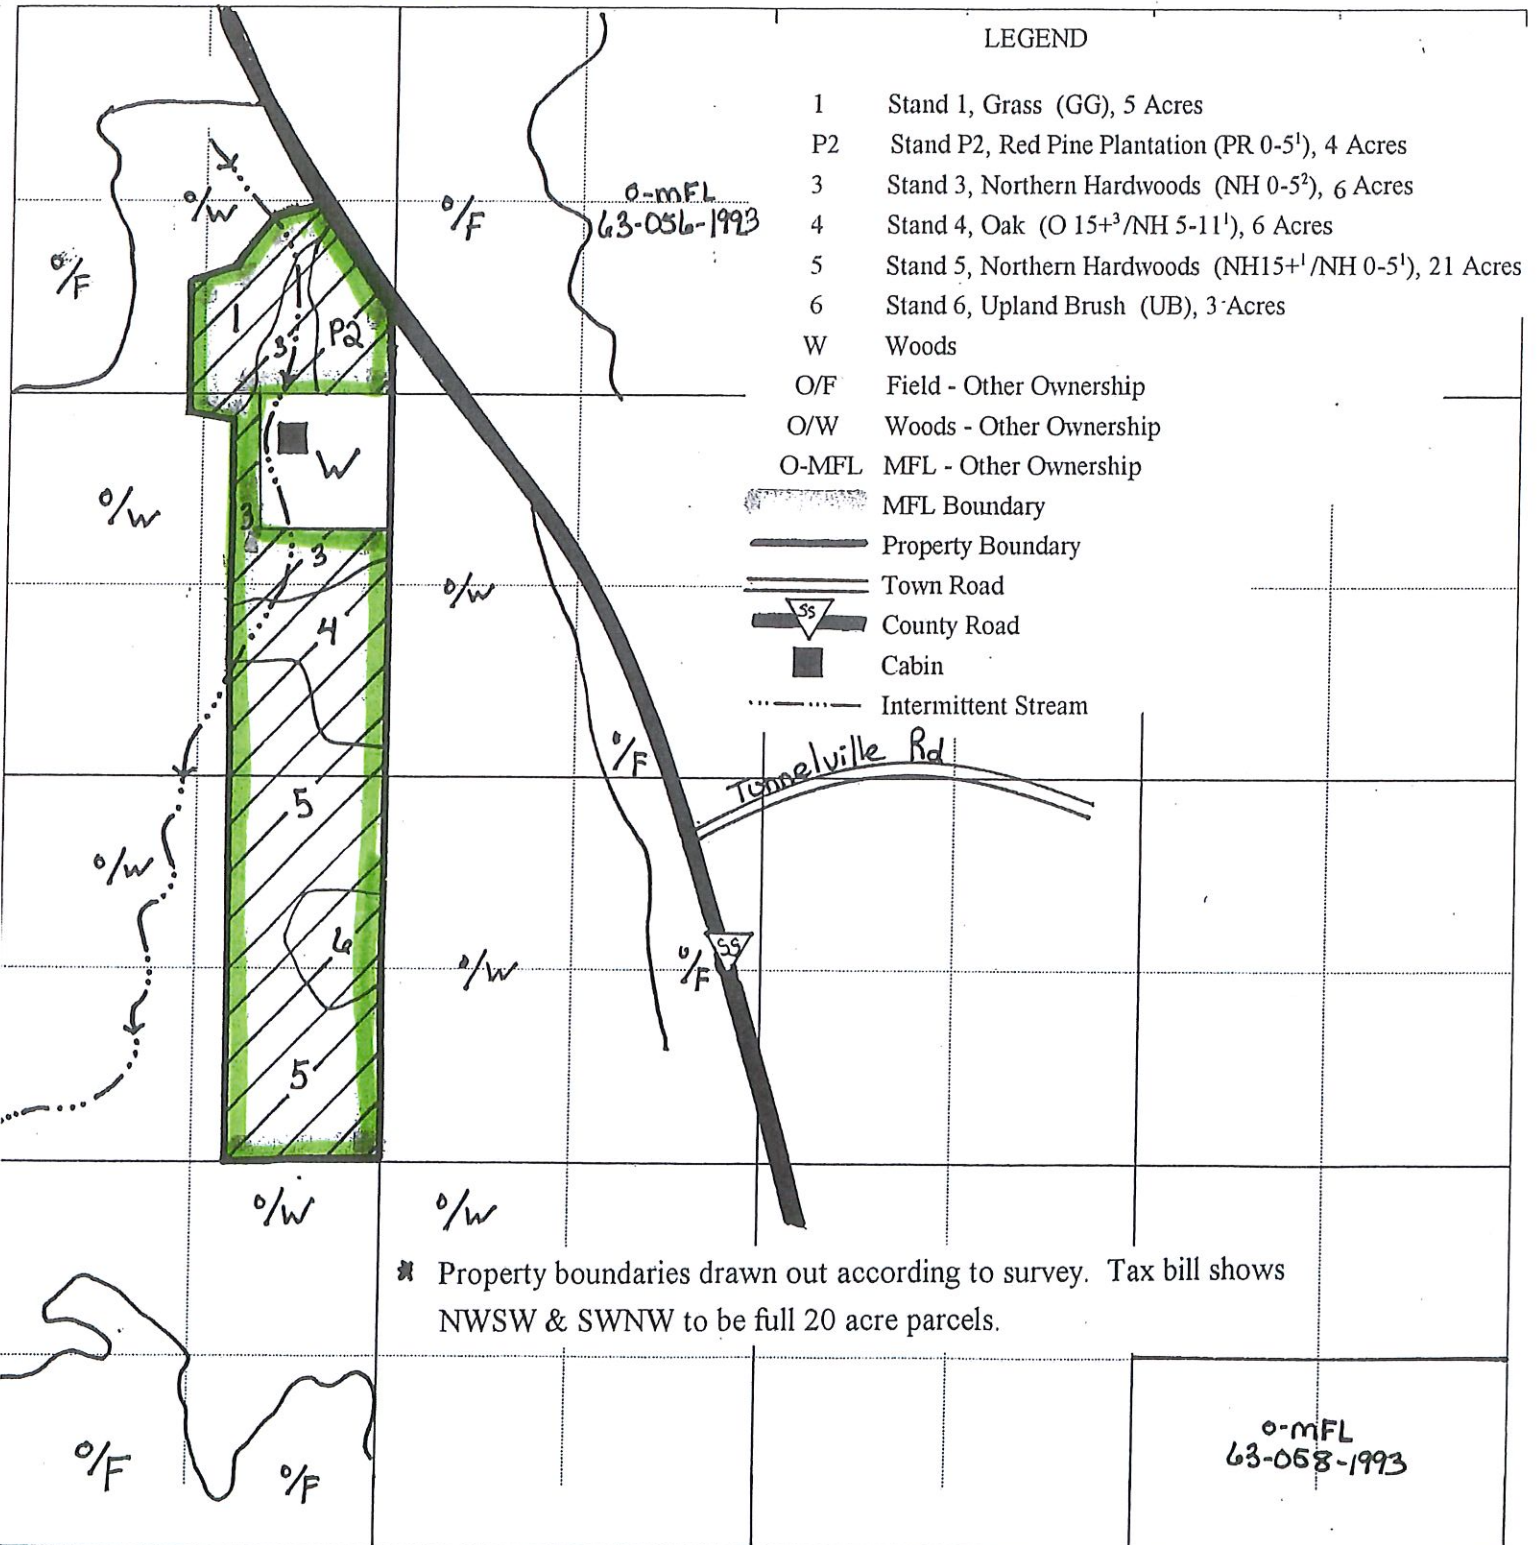 LEGEND
1 Stand 1, Grass (GG), 5 Acres
P2 Stand P2, Red Pine Plantation (PR 0-5¹), 4 Acres
3 Stand 3, Northern Hardwoods (NH 0-5²), 6 Acres
4 Stand 4, Oak (O 15+³/NH 5-11¹), 6 Acres
5 Stand 5, Northern Hardwoods (NH15+¹/NH 0-5¹), 21 Acres
6 Stand 6, Upland Brush (UB), 3 Acres
W Woods
O/F Field - Other Ownership
O/W Woods - Other Ownership
O-MFL MFL - Other Ownership
MFL Boundary
Property Boundary
Town Road
SS County Road
Cabin
Intermittent Stream
O/W
O/F
O-MFL
63-056-1993
O/F
1
1
3
P2
W
O/W
3
3
O/W
4
O/F
Tunnelville Rd
5
O/W
6
O/W
O/F
SS
5
O/W
O/W
* Property boundaries drawn out according to survey. Tax bill shows
NWSW & SWNW to be full 20 acre parcels.
O/F
O/F
O-MFL
63-058-1993